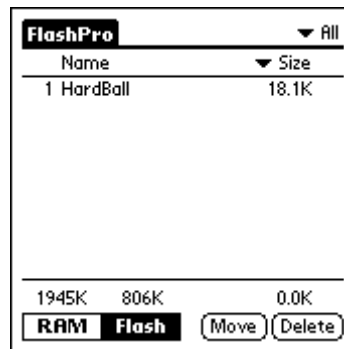 FlashPro All
Name Size
1 HardBall 18.1K
1945K 806K 0.0K
RAM Flash Move Delete